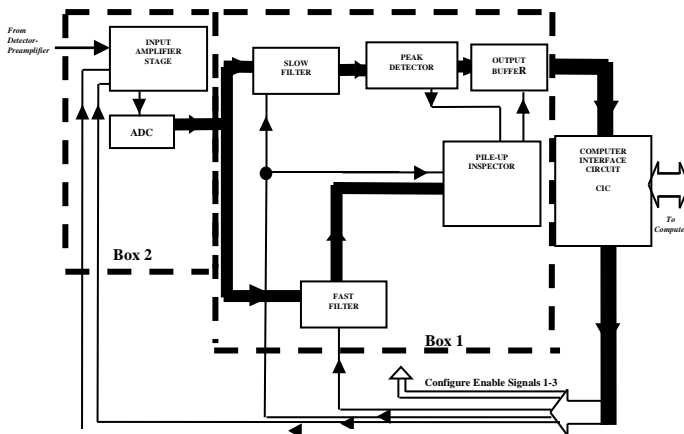 From
Detector-
Preamplifier
INPUT
AMPLIFIER
STAGE
ADC
Box 2
SLOW
FILTER
PEAK
DETECTOR
OUTPUT
BUFFER
PILE-UP
INSPECTOR
FAST
FILTER
Box 1
COMPUTER
INTERFACE
CIRCUIT
CIC
To
Compute
Configure Enable Signals 1-3